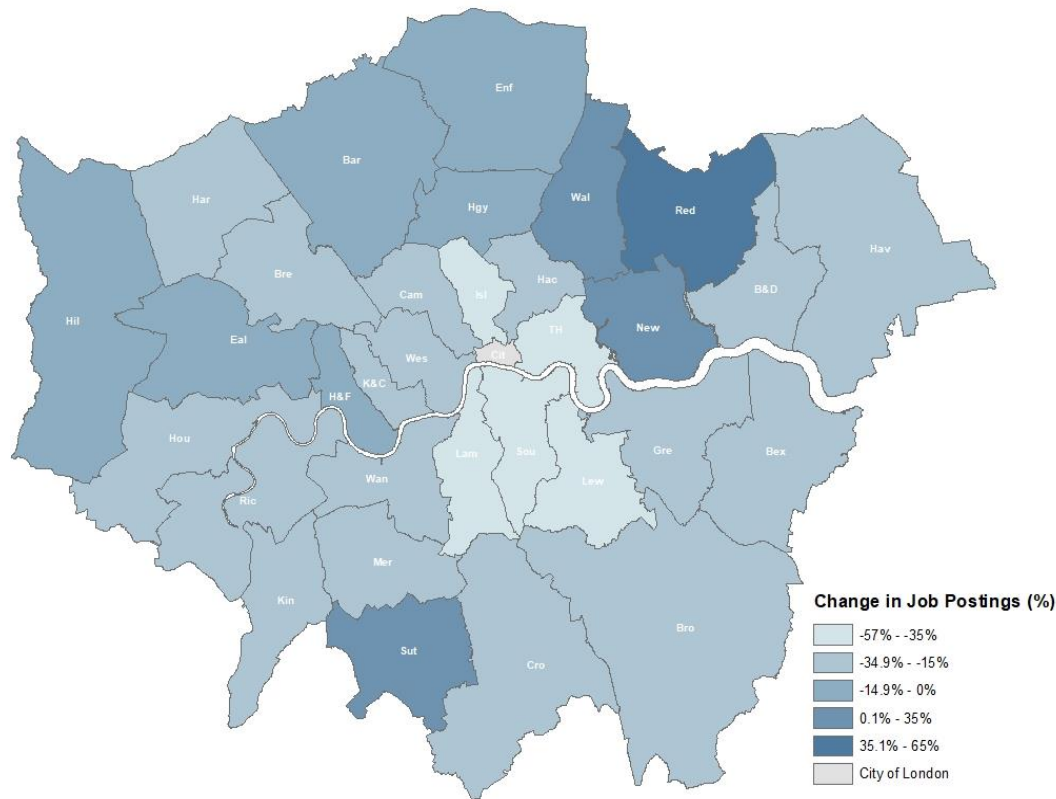 Enf
Bar
Har
Wal
Red
Hgy
Hav
Bre
Cam
Isl
Hac
B&D
Hil
Eal
TH
New
Wes
Cit
K&C
H&F
Hou
Lam
Sou
Gre
Bex
Wan
Lew
Ric
Mer
Kin
Sut
Cro
Bro
Change in Job Postings (%)
-57% - -35%
-34.9% - -15%
-14.9% - 0%
0.1% - 35%
35.1% - 65%
City of London